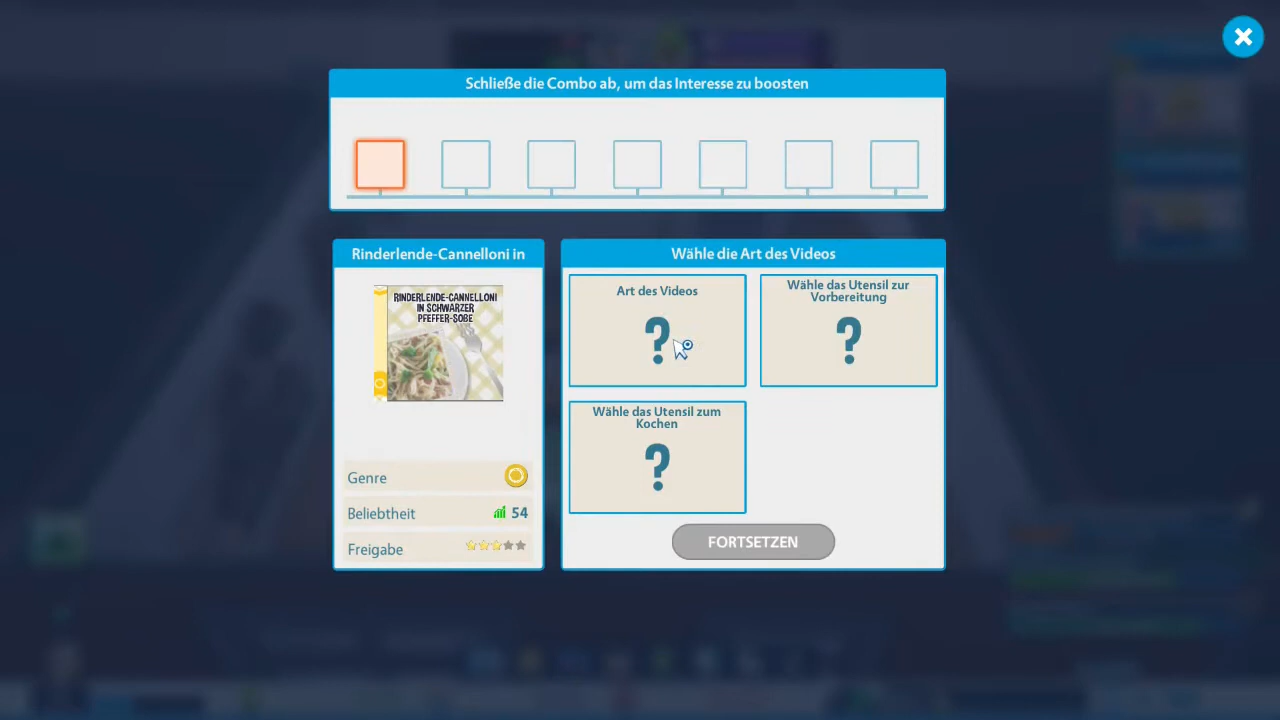 Schließe die Combo ab, um das Interesse zu boosten
Rinderlende-Cannelloni in
RINDERLENDE-CANNELLONI
IN SCHWARZER
PFEFFER-SOßE
Genre
Beliebtheit 54
Freigabe
Wähle die Art des Videos
Art des Videos
?
Wähle das Utensil zur
Vorbereitung
?
Wähle das Utensil zum
Kochen
?
FORTSETZEN